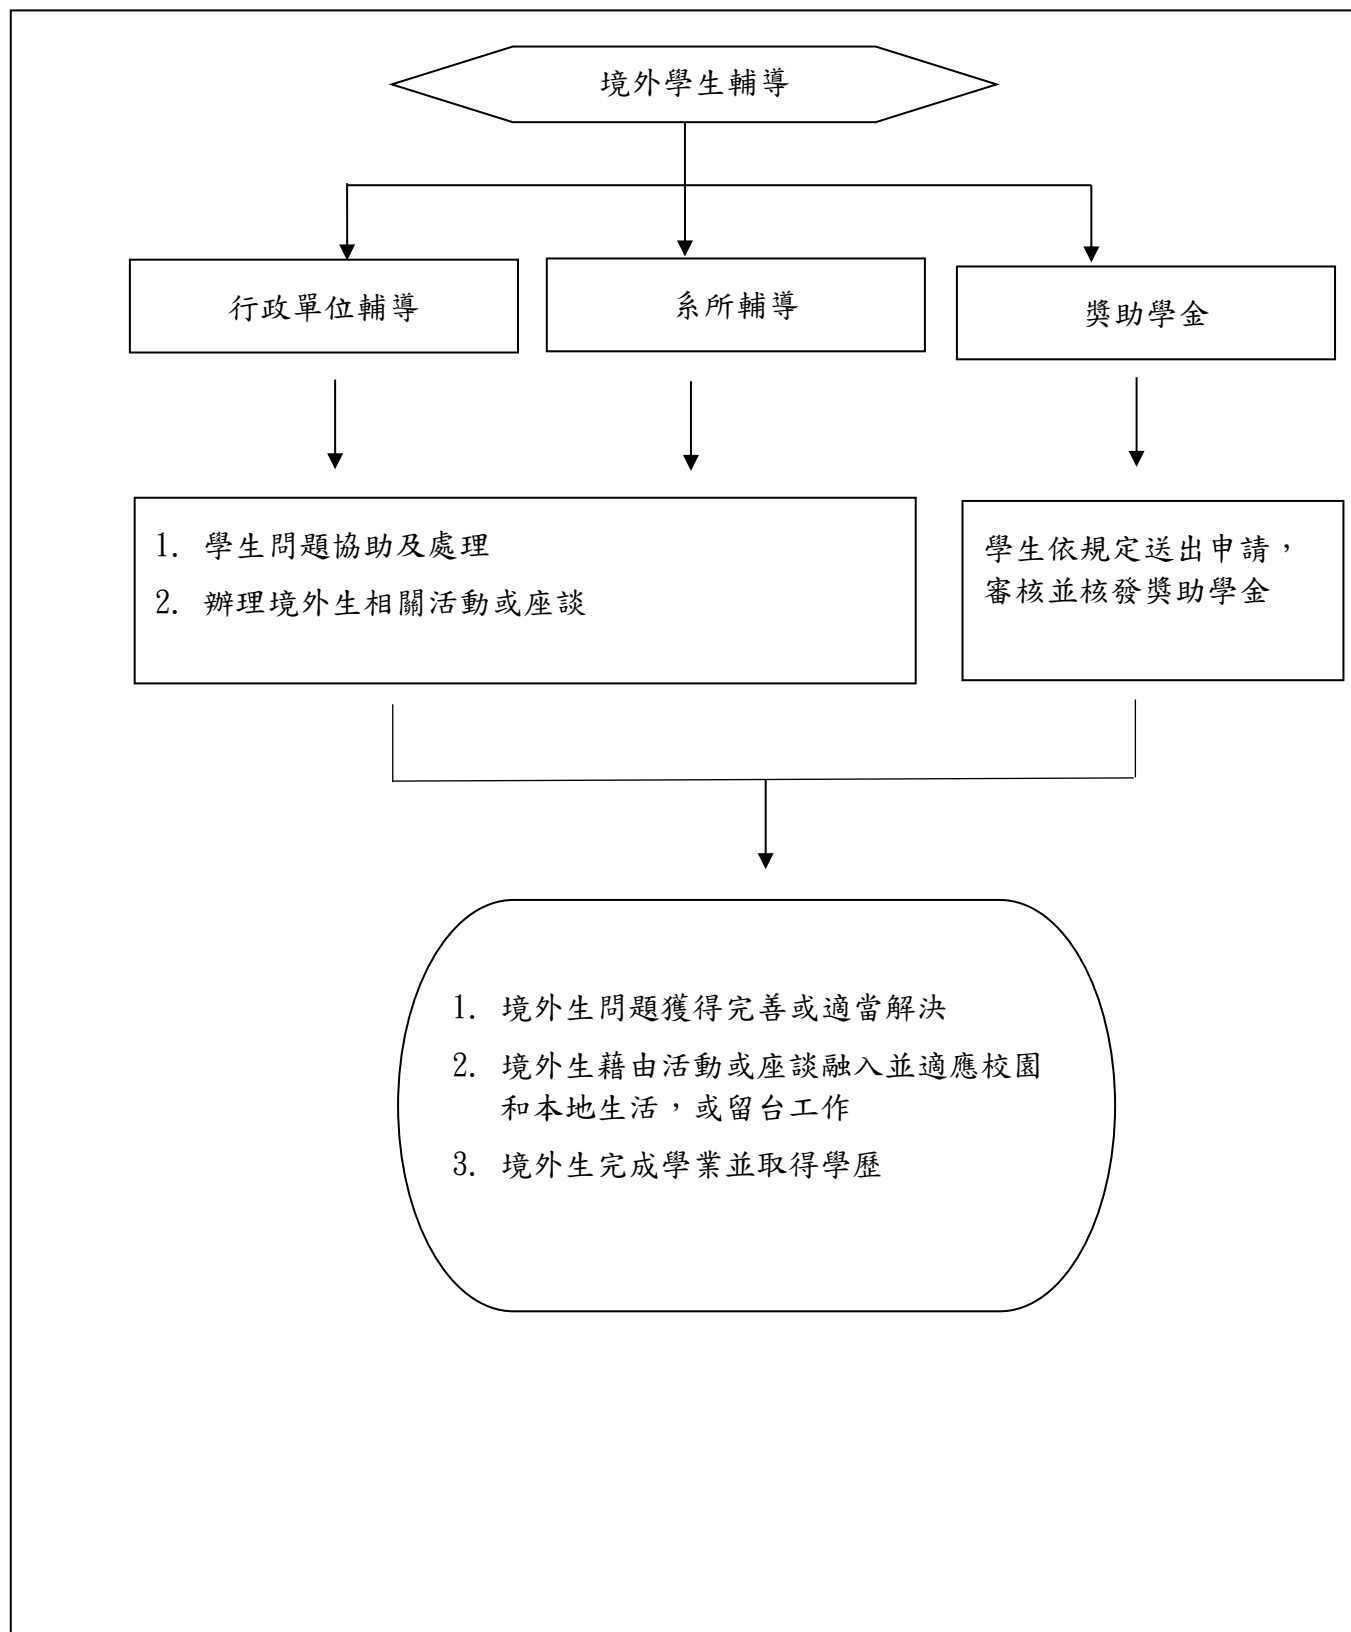 境外學生輔導
行政單位輔導
系所輔導
獎助學金
1. 學生問題協助及處理
2. 辦理境外生相關活動或座談
學生依規定送出申請，
審核並核發獎助學金
1. 境外生問題獲得完善或適當解決
2. 境外生藉由活動或座談融入並適應校園
和本地生活，或留台工作
3. 境外生完成學業並取得學歷